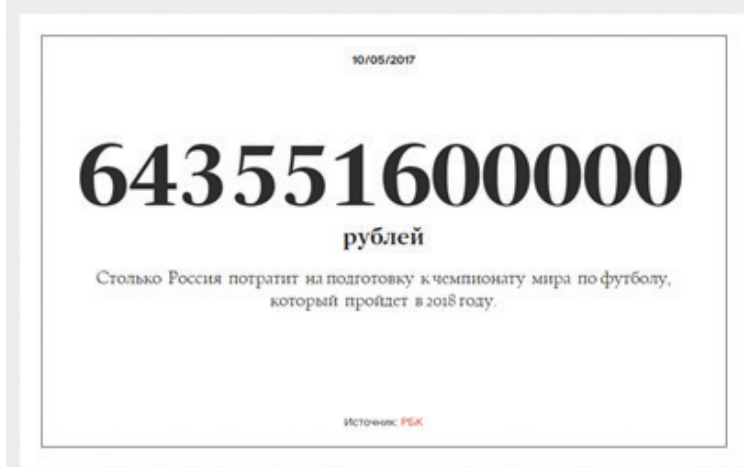 10/05/2017
643551600000
рублей
Столько Россия потратит на подготовку к чемпионату мира по футболу,
который пройдет в 2018 году.
Источник: РБК